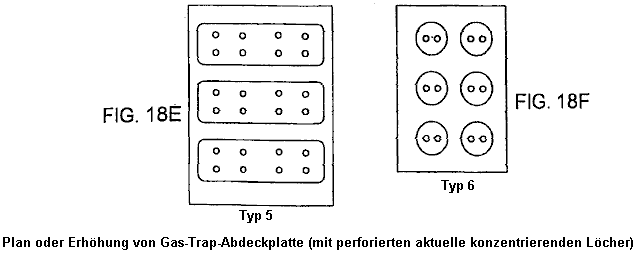 FIG. 18E
FIG. 18F
Typ 5
Typ 6
Plan oder Erhöhung von Gas-Trap-Abdeckplatte (mit perforierten aktuelle konzentrierenden Löcher)